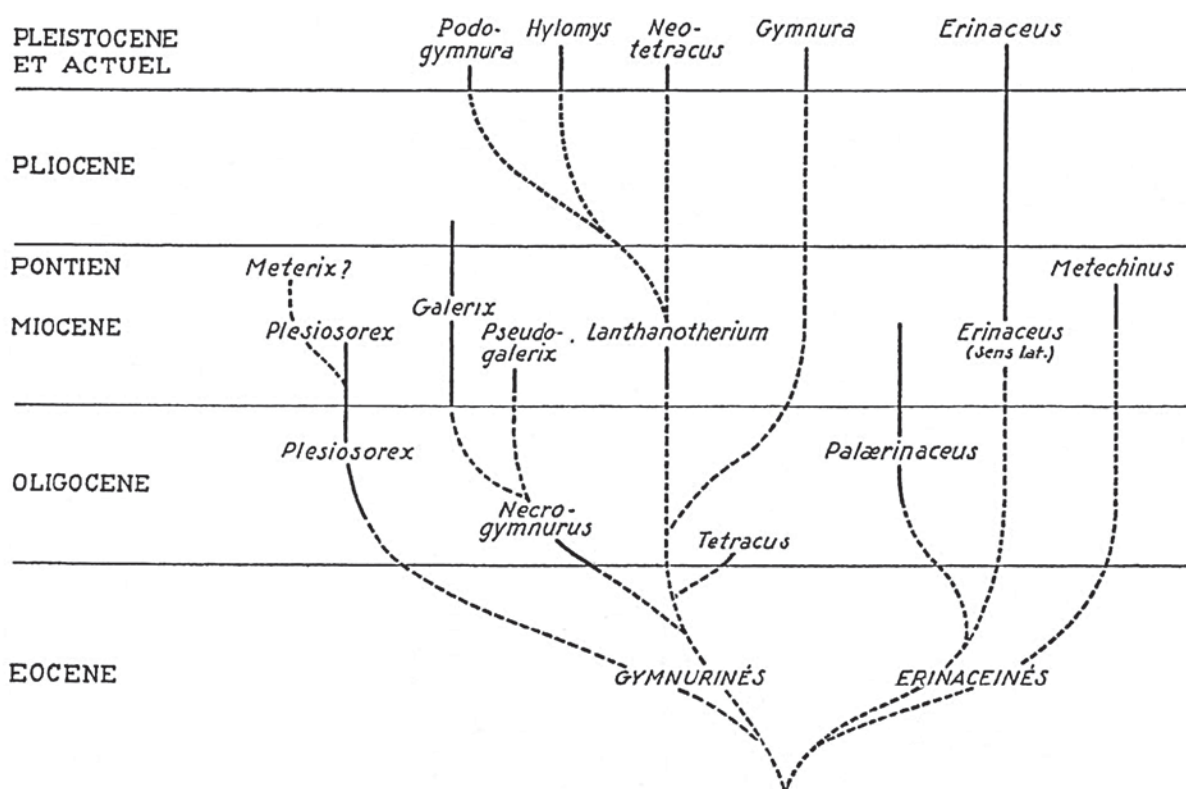 PLEISTOCENE
ET ACTUEL
Podo-
gymnura
Hylomys
Neo-
tetracus
Gymnura
Erinaceus
PLIOCENE
PONTIEN
Meterix?
Metechinus
MIOCENE
Plesiosorex
Galerix
Pseudo-
galerix
Lanthanotherium
Erinaceus
(Sens lat.)
OLIGOCENE
Plesiosorex
Necro-
gymnurus
Tetracus
Palærinaceus
EOCENE
GYMNURINÉS
ERINACEINÉS